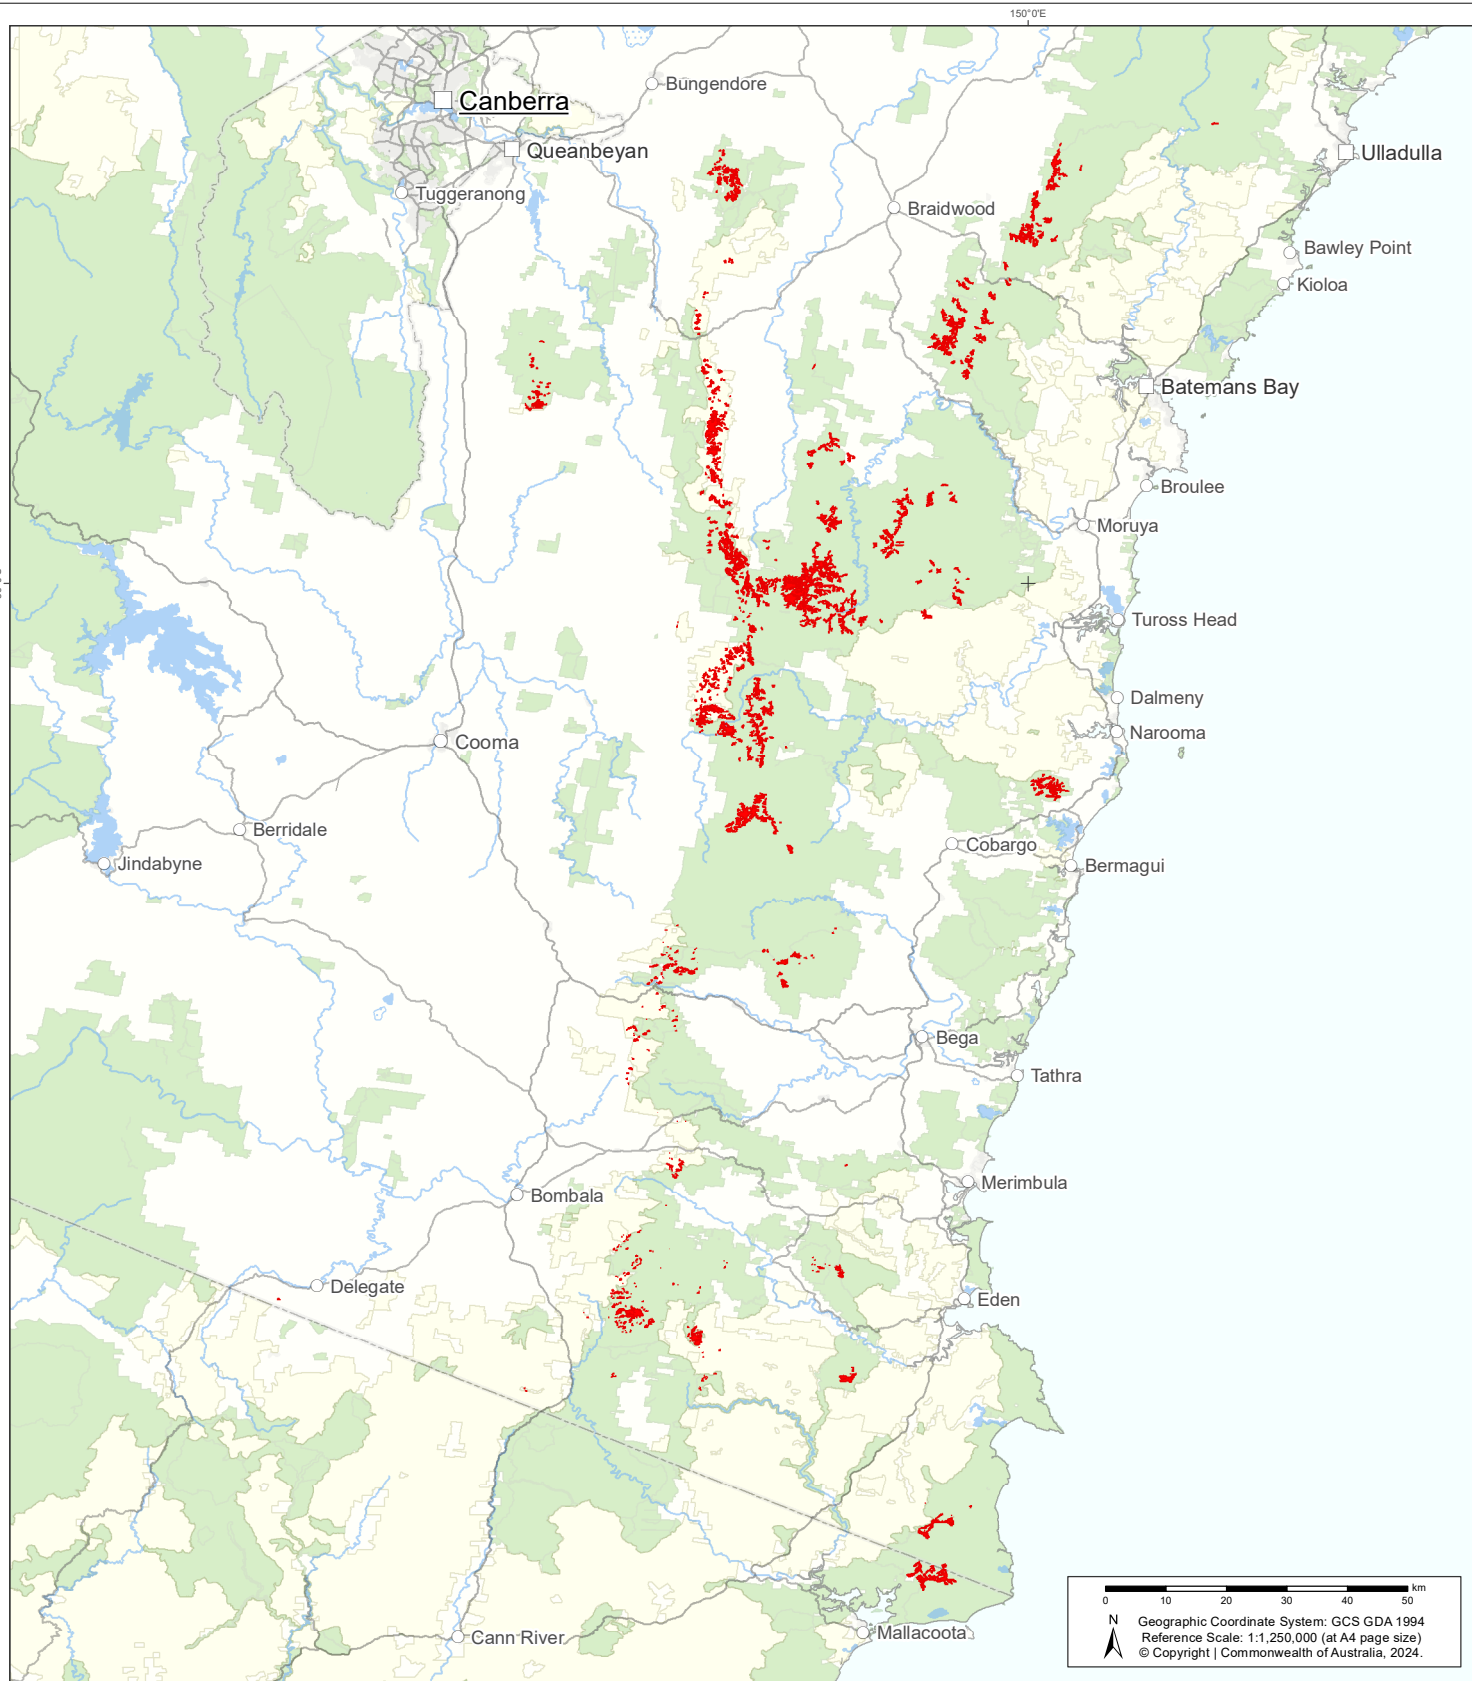 150°0'E
Canberra
Bungendore
Queanbeyan
Ulladulla
Tuggeranong
Braidwood
Bawley Point
Kioloa
Batemans Bay
Broulee
Moruya
Tuross Head
Dalmeny
Narooma
Cooma
Berridale
Cobargo
Jindabyne
Bermagui
Bega
Tathra
Merimbula
Bombala
Delegate
Eden
Cann River
Mallacoota
km
0 10 20 30 40 50
N
Geographic Coordinate System: GCS GDA 1994
Reference Scale: 1:1,250,000 (at A4 page size)
© Copyright | Commonwealth of Australia, 2024.